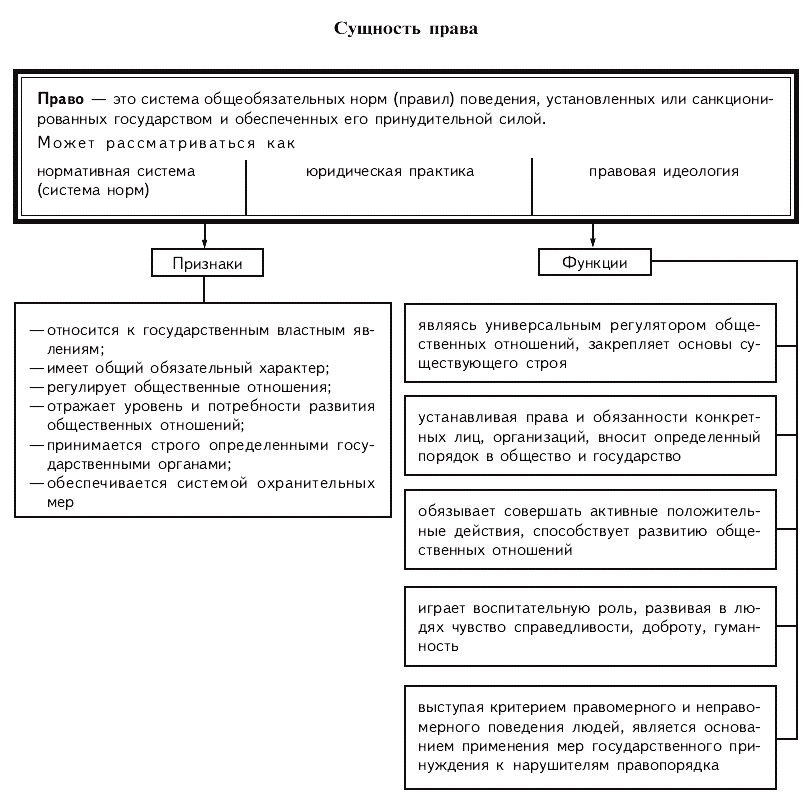 Сущность права
Право — это система общеобязательных норм (правил) поведения, установленных или санкциони-
рованных государством и обеспеченных его принудительной силой.
Может рассматриваться как
нормативная система
(система норм)
юридическая практика
правовая идеология
Признаки
— относится к государственным властным яв-
лениям;
— имеет общий обязательный характер;
— регулирует общественные отношения;
— отражает уровень и потребности развития
общественных отношений;
— принимается строго определенными госу-
дарственными органами;
— обеспечивается системой охранительных
мер
Функции
являясь универсальным регулятором обще-
ственных отношений, закрепляет основы су-
ществующего строя
устанавливая права и обязанности конкрет-
ных лиц, организаций, вносит определенный
порядок в общество и государство
обязывает совершать активные положитель-
ные действия, способствует развитию обще-
ственных отношений
играет воспитательную роль, развивая в лю-
дях чувство справедливости, доброту, гуман-
ность
выступая критерием правомерного и неправо-
мерного поведения людей, является основа-
нием применения мер государственного при-
нуждения к нарушителям правопорядка